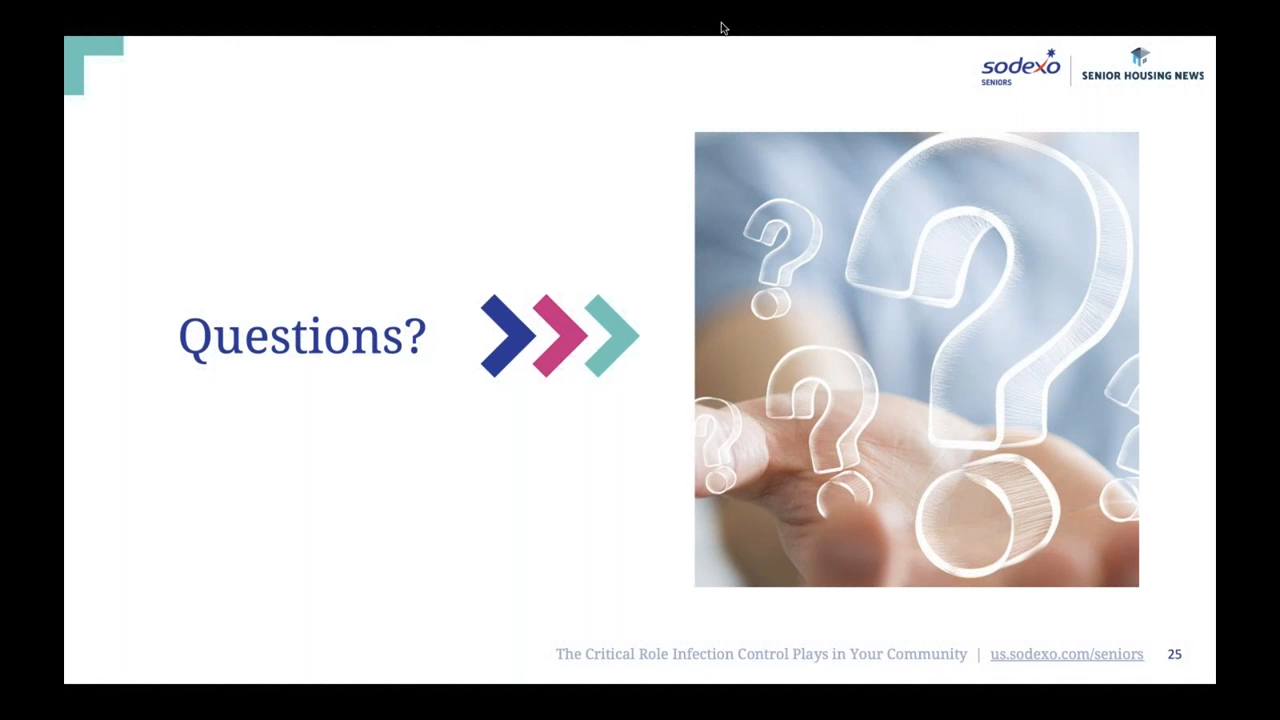 sodexo
SENIORS
SENIOR HOUSING NEWS
Questions?
The Critical Role Infection Control Plays in Your Community | us.sodexo.com/seniors 25